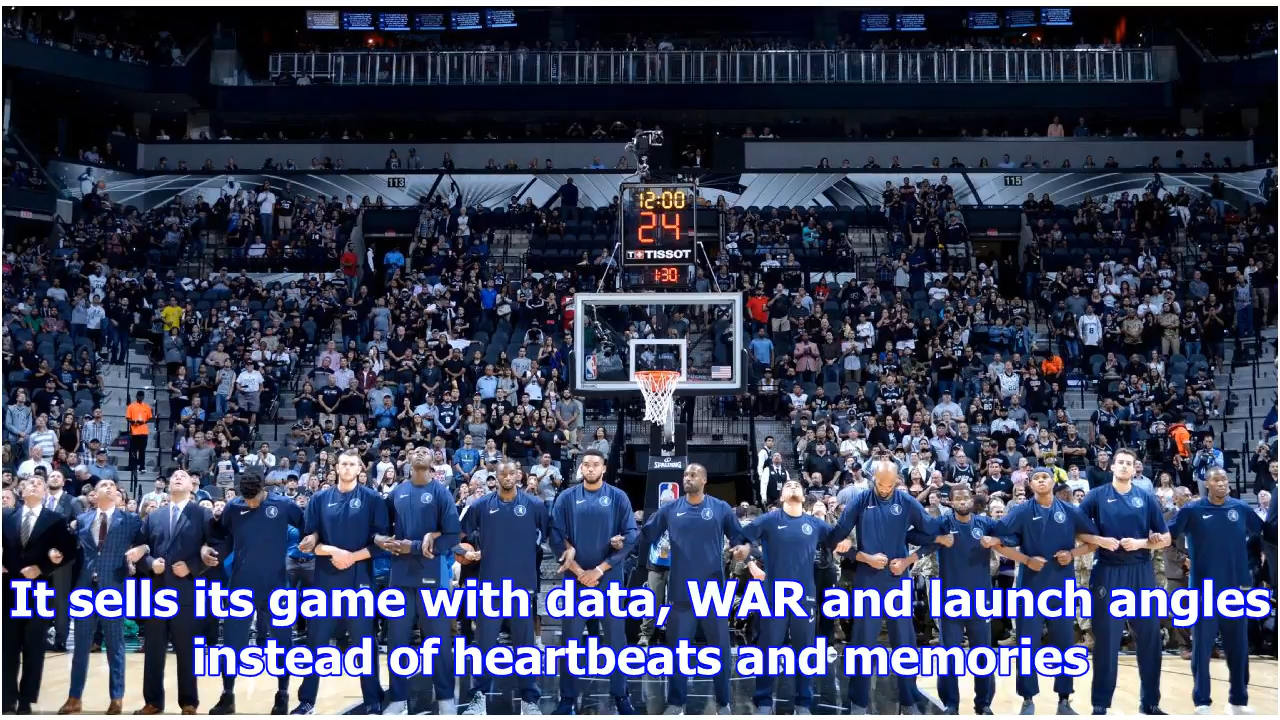 113
115
12:00
24
T+TISSOT
1:30
SPALDING
It sells its game with data, WAR and launch angles
instead of heartbeats and memories